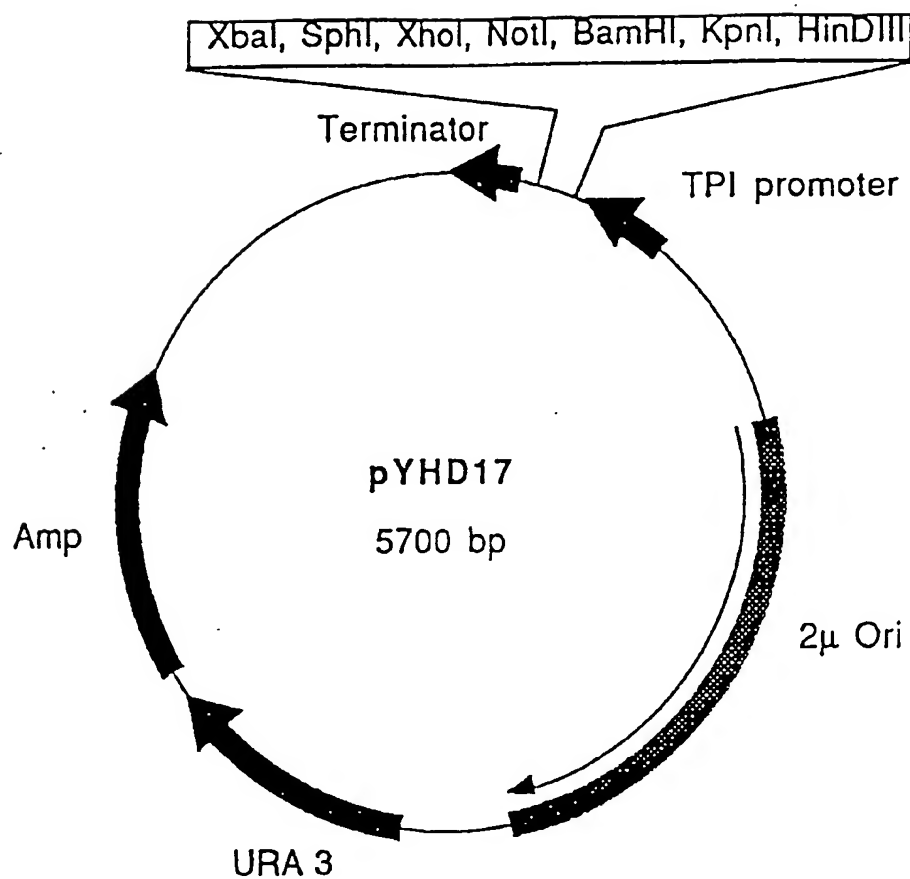 XbaI, SphI, XhoI, NotI, BamHI, KpnI, HinDIII
Terminator
TPI promoter
pYHD17
5700 bp
Amp
2μ Ori
URA 3